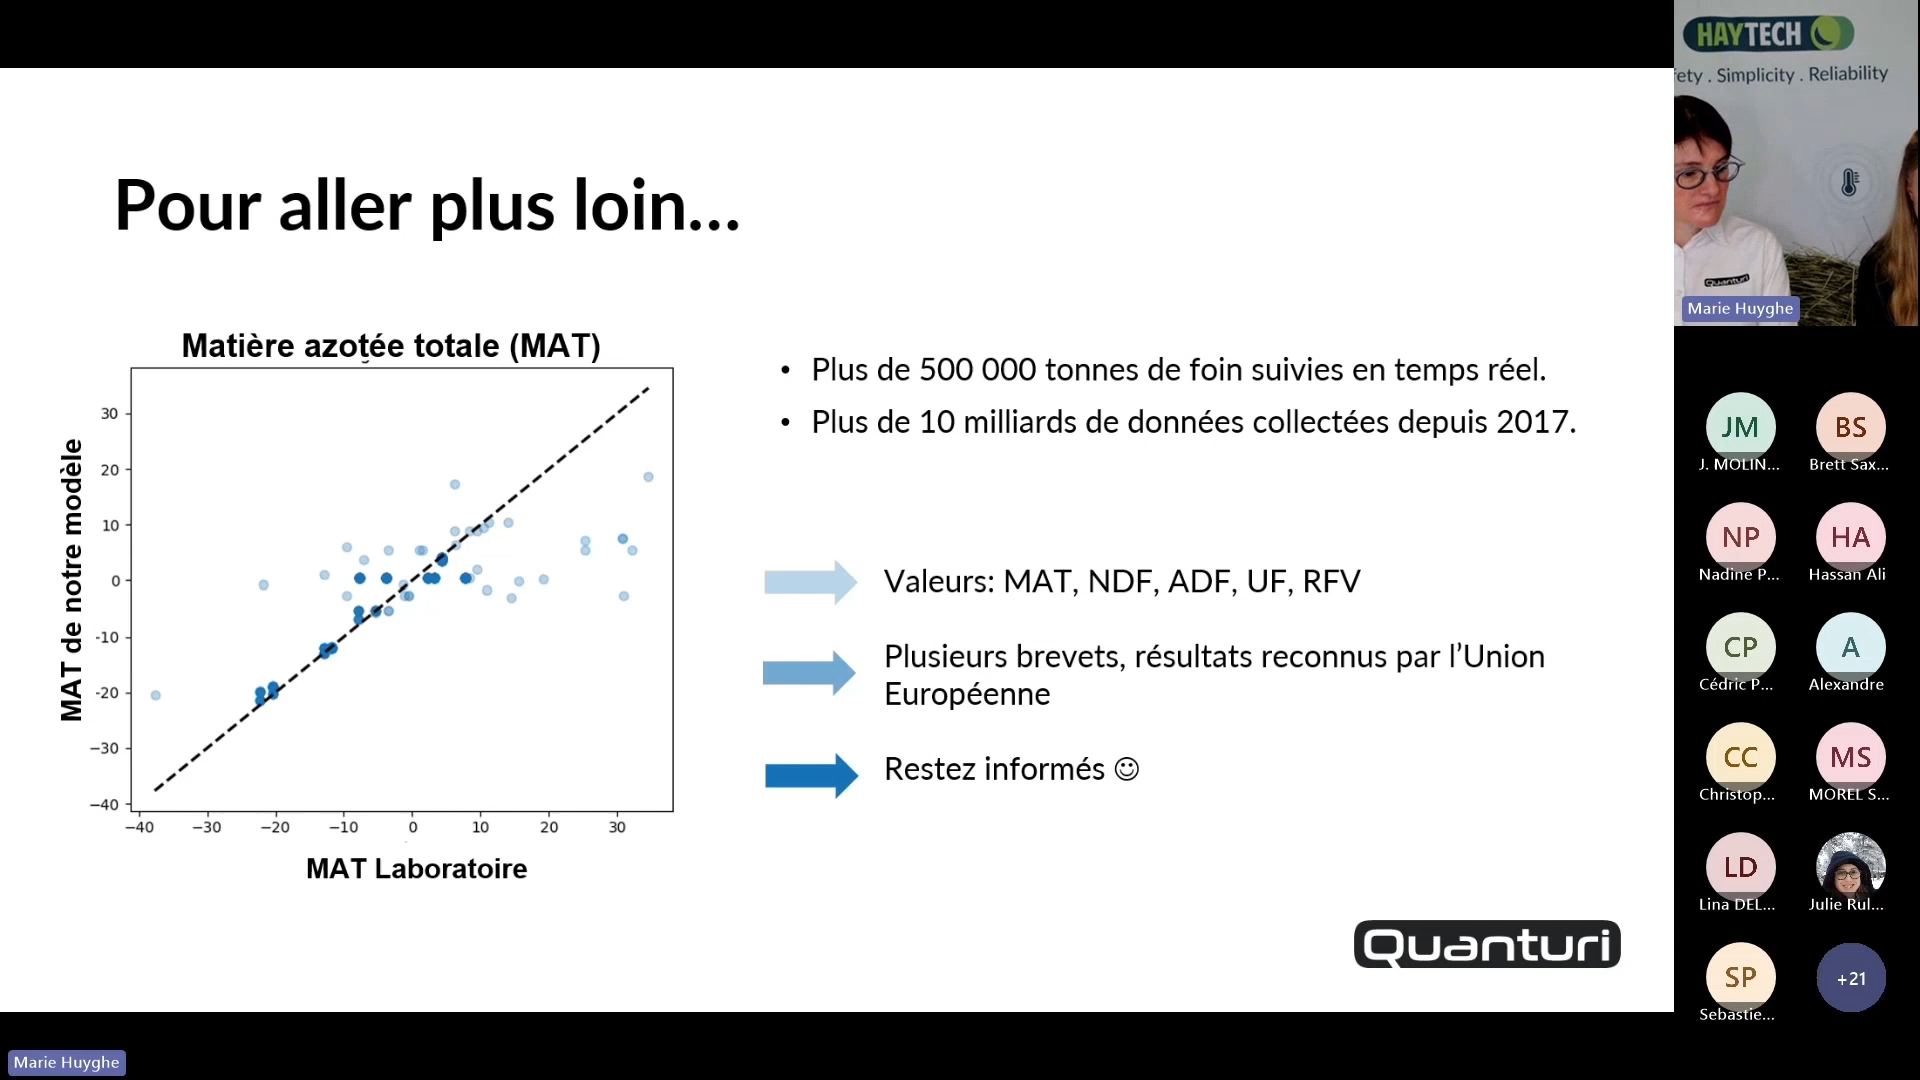 Pour aller plus loin...
Matière azotée totale (MAT)
MAT de notre modèle
30
20
10
0
-10
−20
−30
−40
−40
−30
−20
−10
0
10
20
30
MAT Laboratoire
• Plus de 500 000 tonnes de foin suivies en temps réel.
• Plus de 10 milliards de données collectées depuis 2017.
Valeurs: MAT, NDF, ADF, UF, RFV
Plusieurs brevets, résultats reconnus par l’Union
Européenne
Restez informés ☺
Quanturi
HAYTECH
ety . Simplicity . Reliability
Quanturi
Marie Huyghe
JM
J. MOLIN...
BS
Brett Sax...
NP
Nadine P...
HA
Hassan Ali
CP
Cédric P...
A
Alexandre
CC
Christop...
MS
MOREL S...
LD
Lina DEL...
Julie Rul...
SP
Sebastie...
+21
Marie Huyghe